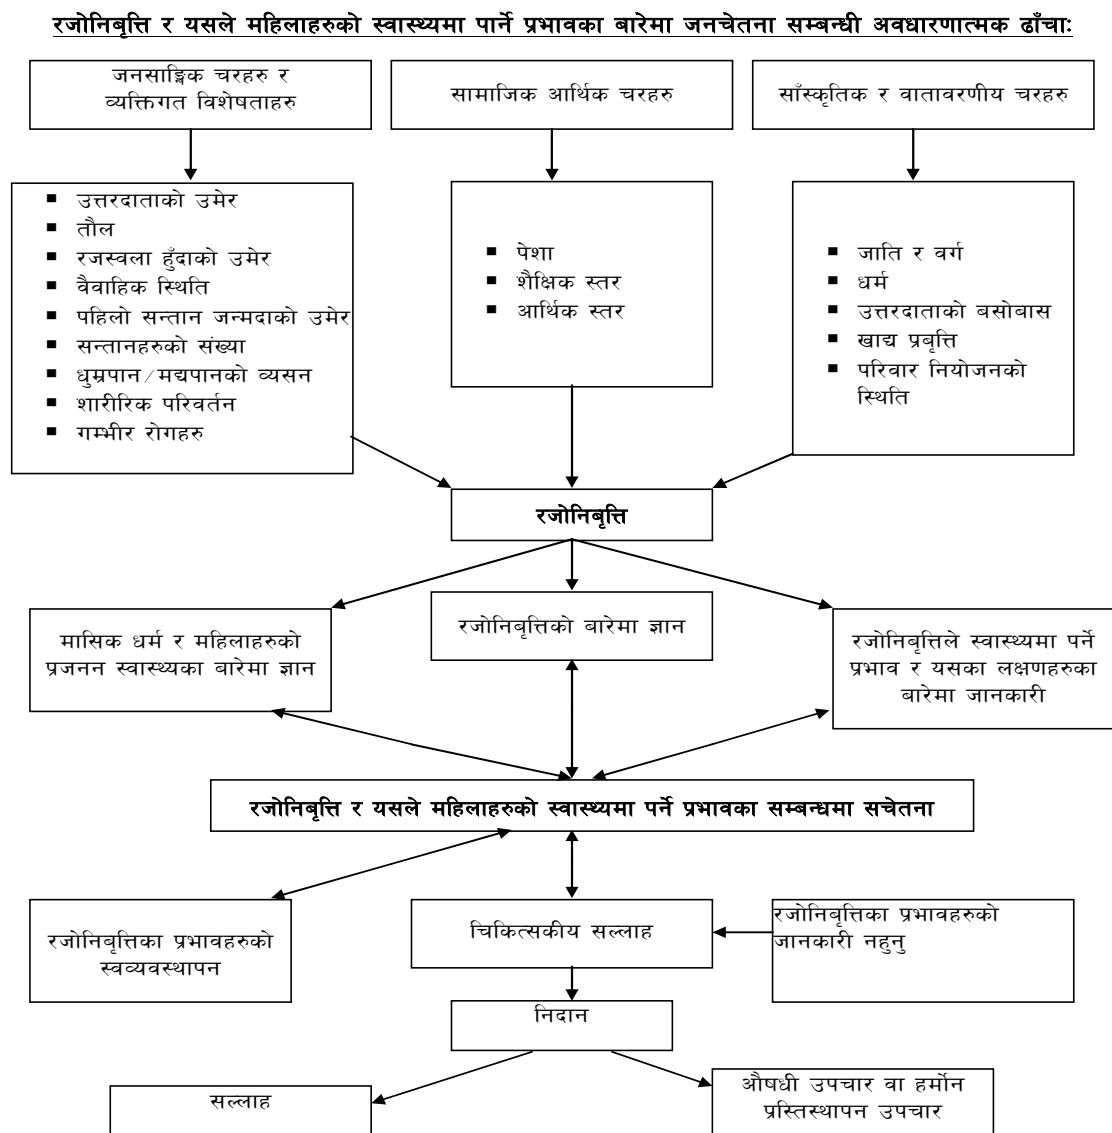 रजोनिबृत्ति र यसले महिलाहरुको स्वास्थ्यमा पार्ने प्रभावका बारेमा जनचेतना सम्बन्धी अवधारणात्मक ढाँचाः
जनसाङ्खिक चरहरु र
व्यक्तिगत विशेषताहरु
सामाजिक आर्थिक चरहरु
साँस्कृतिक र वातावरणीय चरहरु
उत्तरदाताको उमेर
तौल
रजस्वला हुँदाको उमेर
वैवाहिक स्थिति
पहिलो सन्तान जन्मदाको उमेर
सन्तानहरुको संख्या
धुम्रपान/मद्यपानको व्यसन
शारीरिक परिवर्तन
गम्भीर रोगहरु
पेशा
शैक्षिक स्तर
आर्थिक स्तर
जाति र वर्ग
धर्म
उत्तरदाताको बसोबास
खाद्य प्रबृत्ति
परिवार नियोजनको
स्थिति
रजोनिबृत्ति
मासिक धर्म र महिलाहरुको
प्रजनन स्वास्थ्यका बारेमा ज्ञान
रजोनिबृत्तिको बारेमा ज्ञान
रजोनिबृत्तिले स्वास्थ्यमा पर्ने
प्रभाव र यसका लक्षणहरुका
बारेमा जानकारी
रजोनिबृत्ति र यसले महिलाहरुको स्वास्थ्यमा पर्ने प्रभावका सम्बन्धमा सचेतना
रजोनिबृत्तिका प्रभावहरुको
स्वव्यवस्थापन
चिकित्सकीय सल्लाह
रजोनिबृत्तिका प्रभावहरुको
जानकारी नहुनु
निदान
सल्लाह
औषधी उपचार वा हर्मोन
प्रस्तिस्थापन उपचार